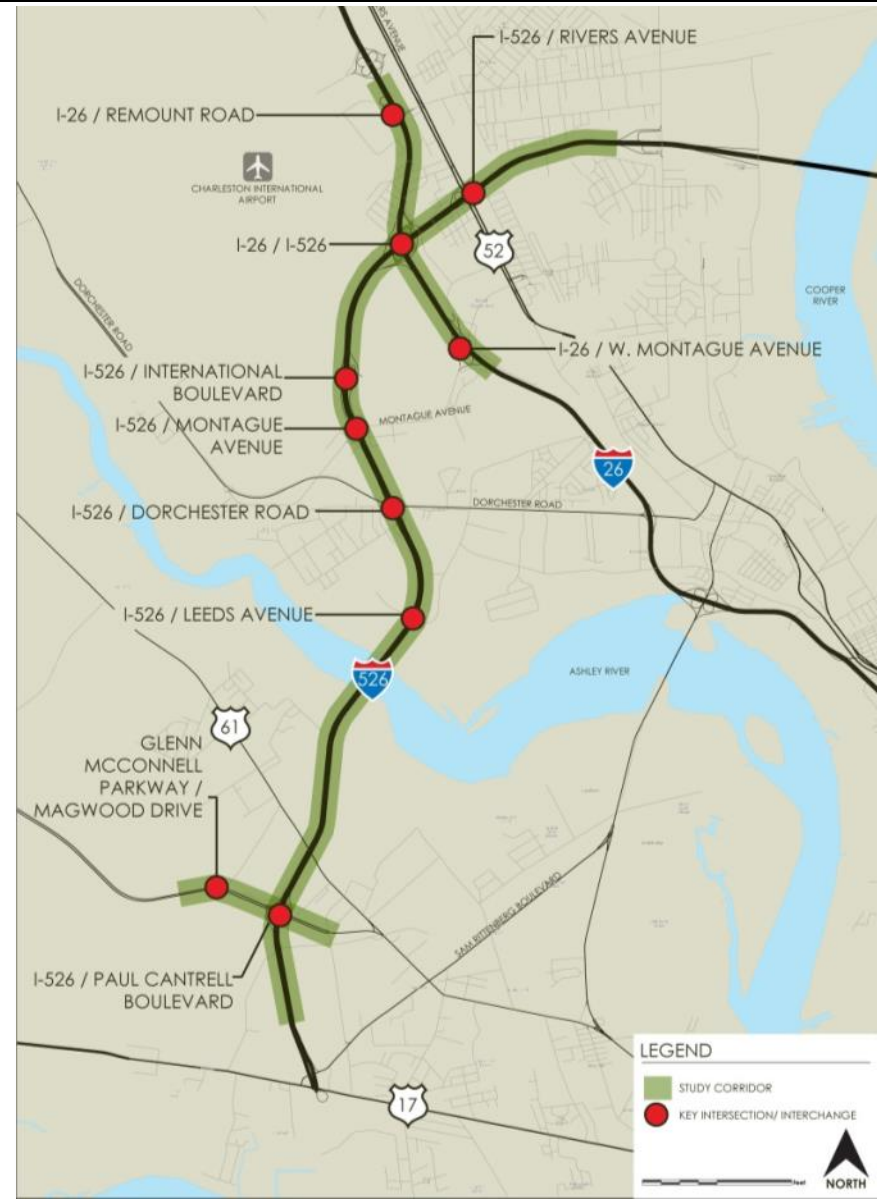 RS AVENUE
I-526 / RIVERS AVENUE
I-26 / REMOUNT ROAD
CHARLESTON INTERNATIONAL
AIRPORT
I-26 / I-526
52
COOPER
RIVER
DORCHESTER ROAD
I-526 / INTERNATIONAL
BOULEVARD
I-26 / W. MONTAGUE AVENUE
I-526 / MONTAGUE
AVENUE
MONTAGUE AVENUE
26
I-526 / DORCHESTER ROAD
DORCHESTER ROAD
I-526 / LEEDS AVENUE
526
ASHLEY RIVER
61
GLENN
MCCONNELL
PARKWAY /
MAGWOOD DRIVE
SAM RITTENBERG BOULEVARD
I-526 / PAUL CANTRELL
BOULEVARD
17
LEGEND
STUDY CORRIDOR
KEY INTERSECTION/ INTERCHANGE
NORTH